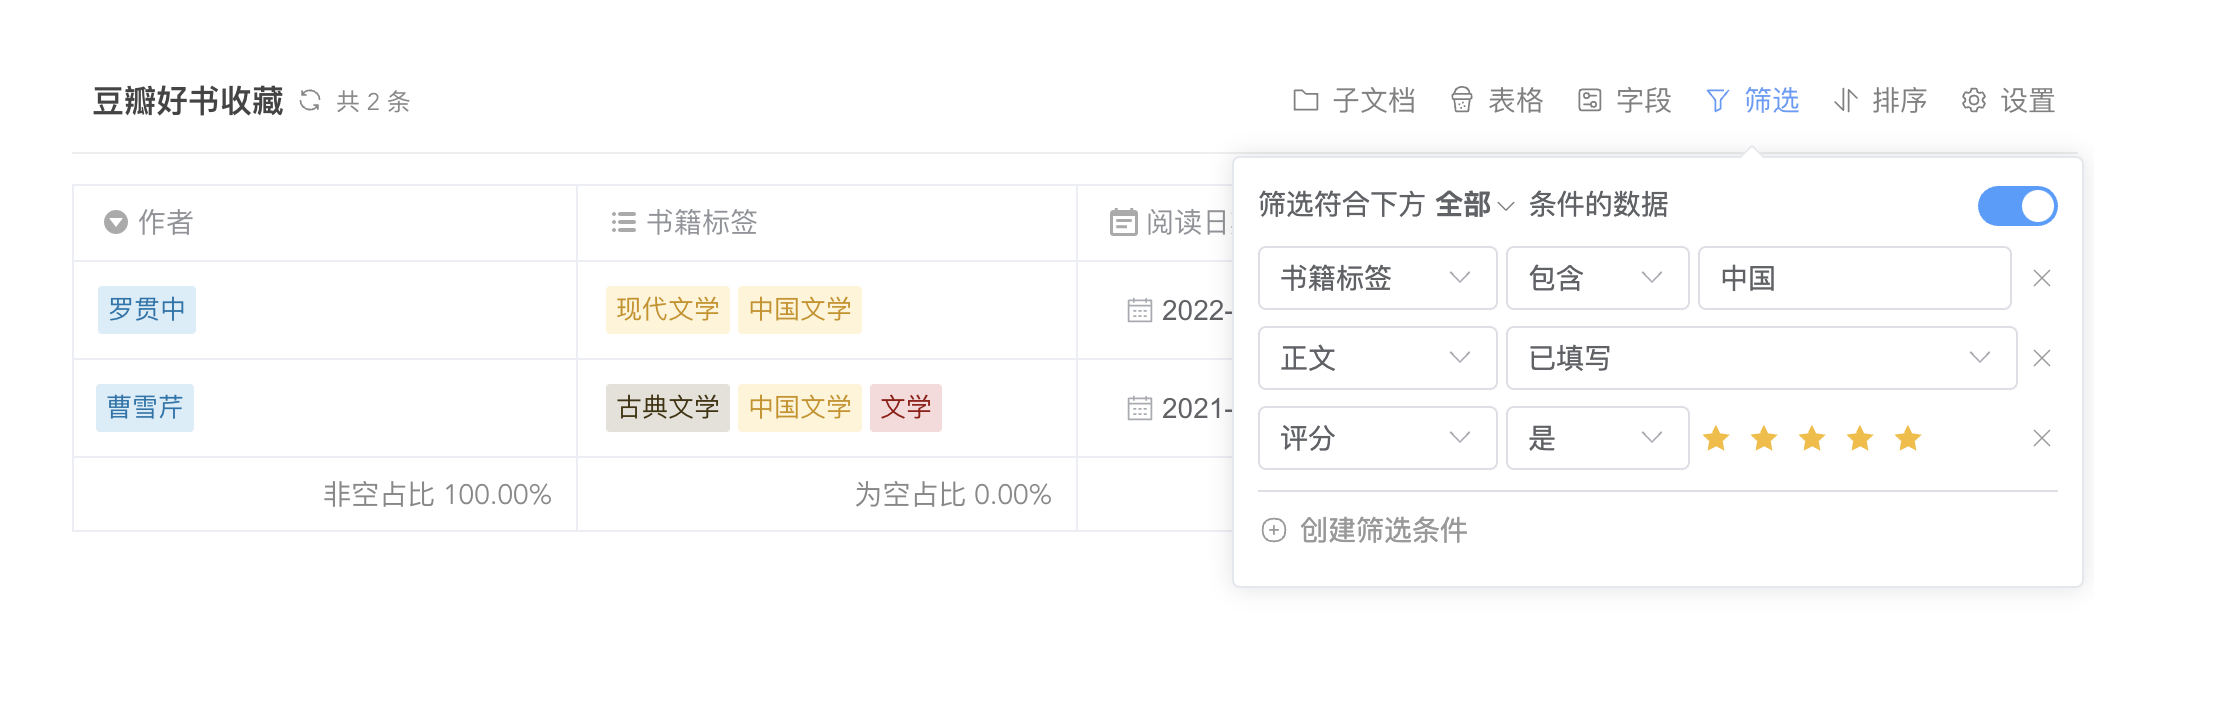 豆瓣好书收藏 共 2 条 子文档 表格 字段 筛选 排序 设置
作者 书籍标签 阅读日
罗贯中 现代文学 中国文学 2022-
曹雪芹 古典文学 中国文学 文学 2021-
非空占比 100.00% 为空占比 0.00%
筛选符合下方 全部 条件的数据
书籍标签 包含 中国
正文 已填写
评分 是
创建筛选条件